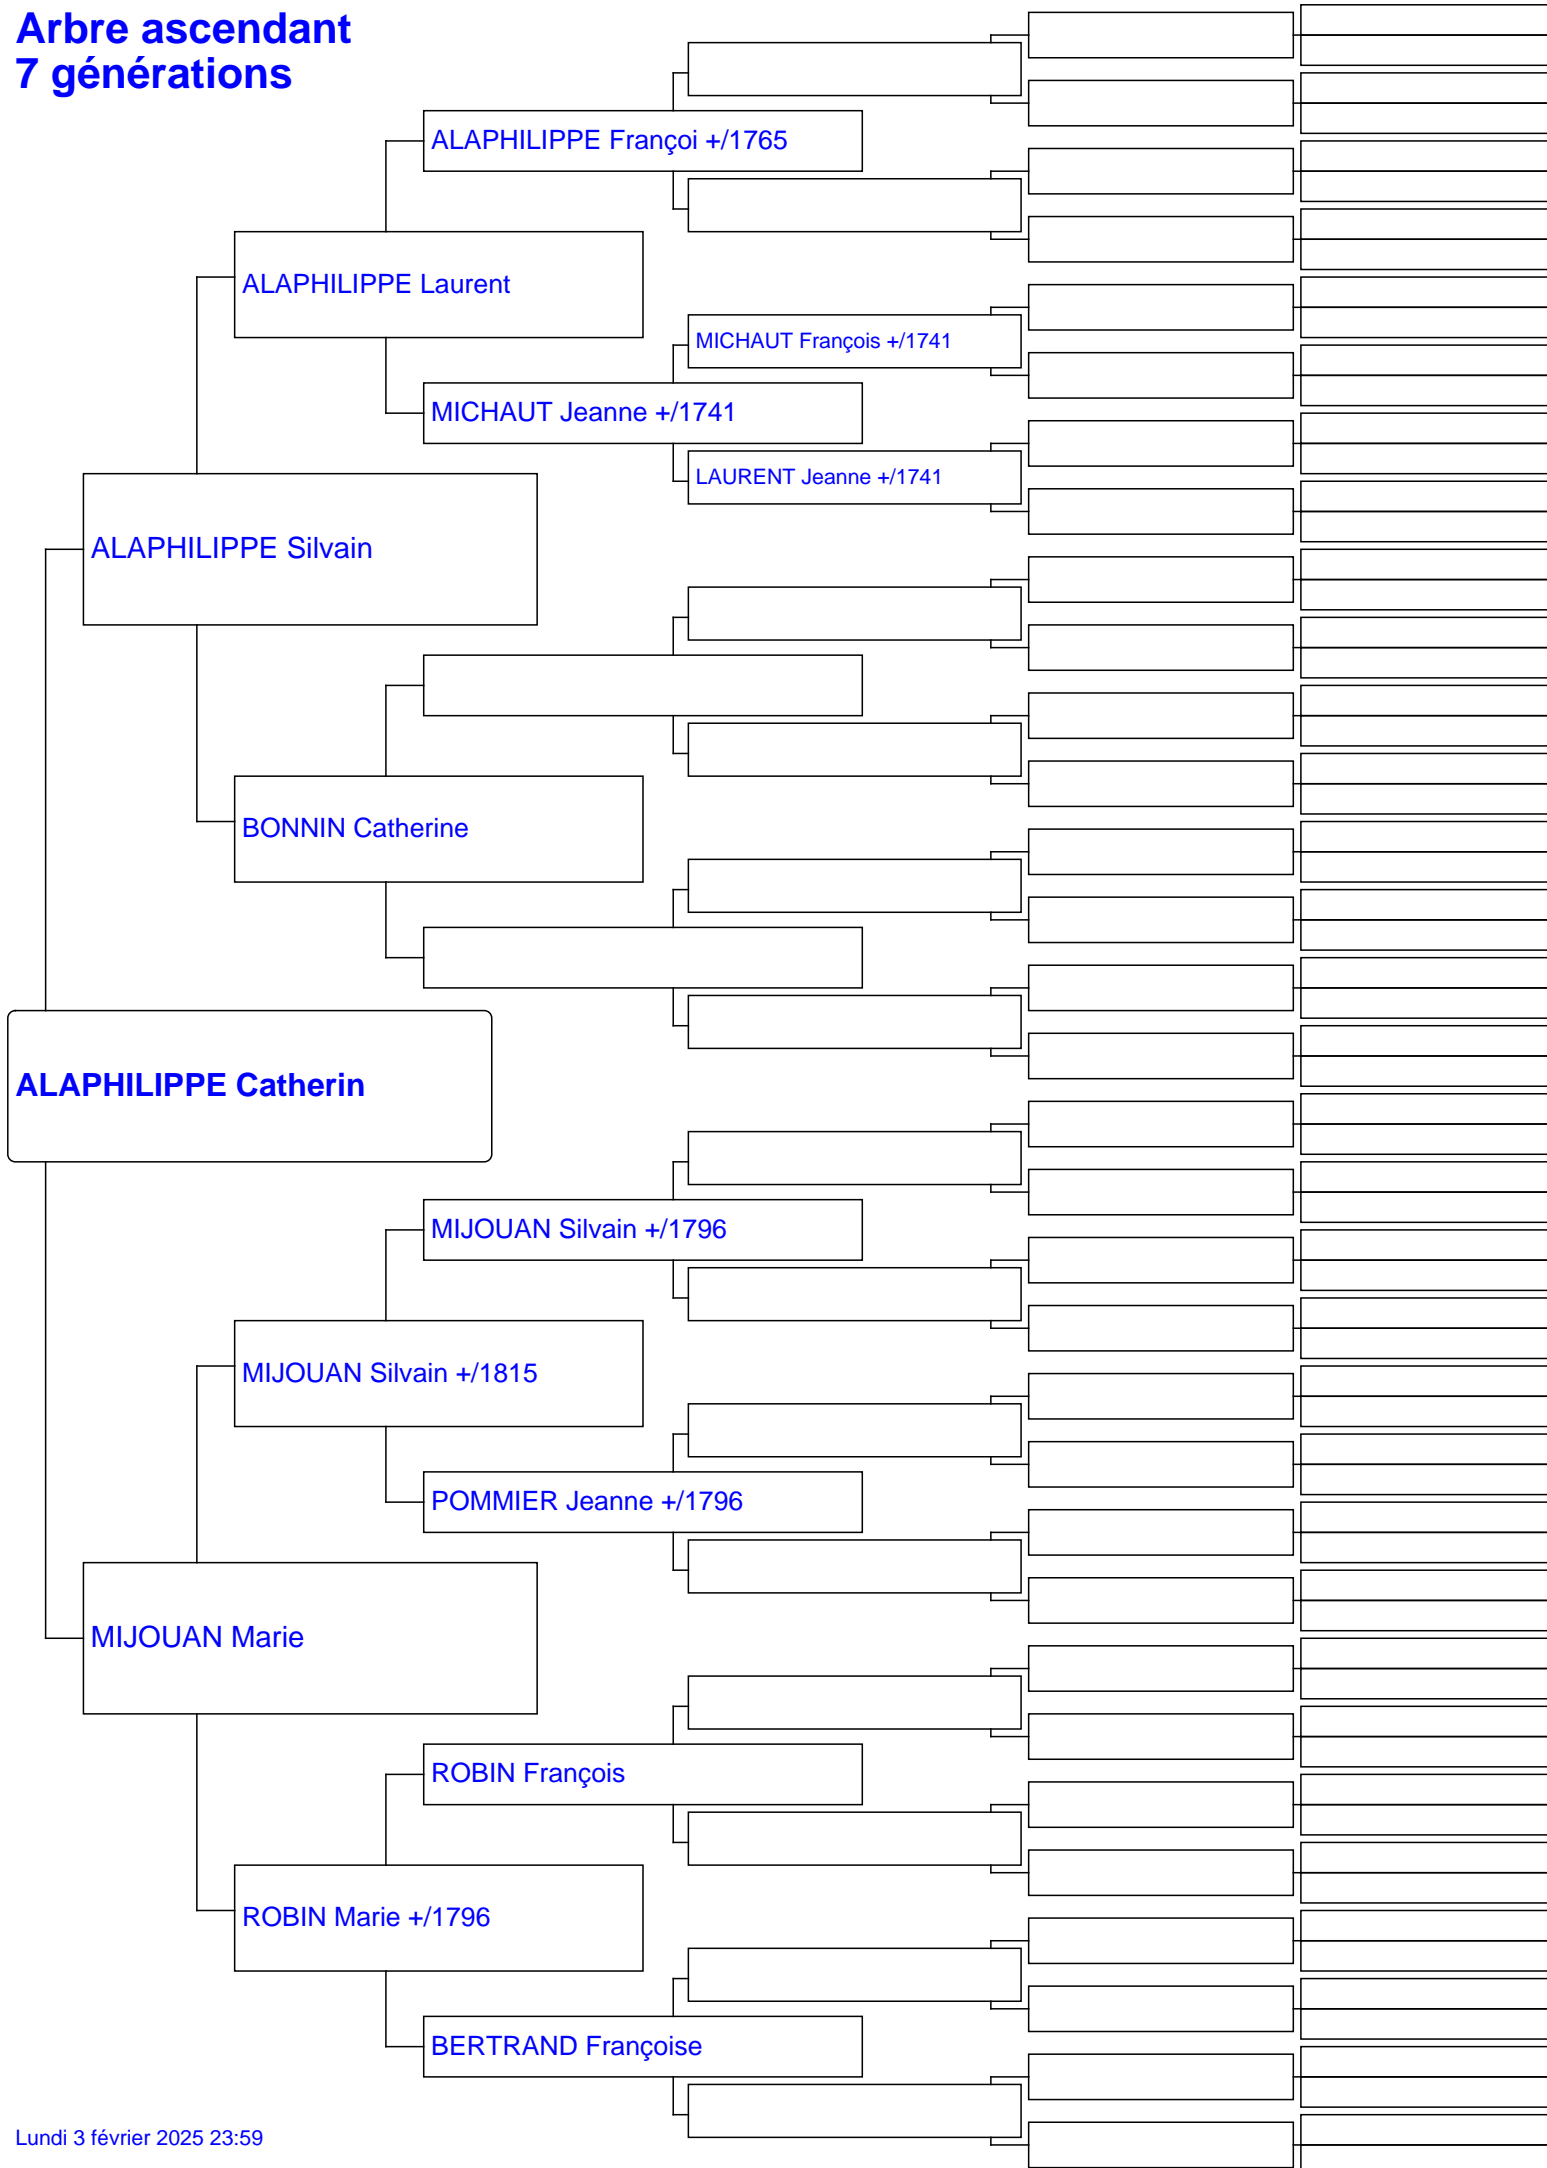 Arbre ascendant
7 générations
ALAPHILIPPE Françoi +/1765
ALAPHILIPPE Laurent
MICHAUT François +/1741
MICHAUT Jeanne +/1741
LAURENT Jeanne +/1741
ALAPHILIPPE Silvain
BONNIN Catherine
ALAPHILIPPE Catherin
MIJOUAN Silvain +/1796
MIJOUAN Silvain +/1815
POMMIER Jeanne +/1796
MIJOUAN Marie
ROBIN François
ROBIN Marie +/1796
BERTRAND Françoise
Lundi 3 février 2025 23:59